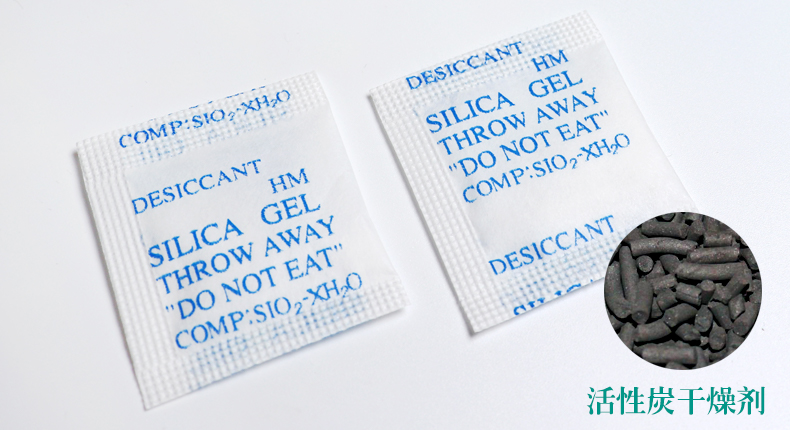 COMP:SIO₂-XH₂O
DESICCANT
HM
SILICA GEL
THROW AWAY
"DO NOT EAT"
COMP:SIO₂-XH₂O
DESICCANT
HM
SILICA GEL
THROW AWAY
"DO NOT EAT"
COMP:SIO₂-XH₂O
DESICCANT
活性炭干燥剂